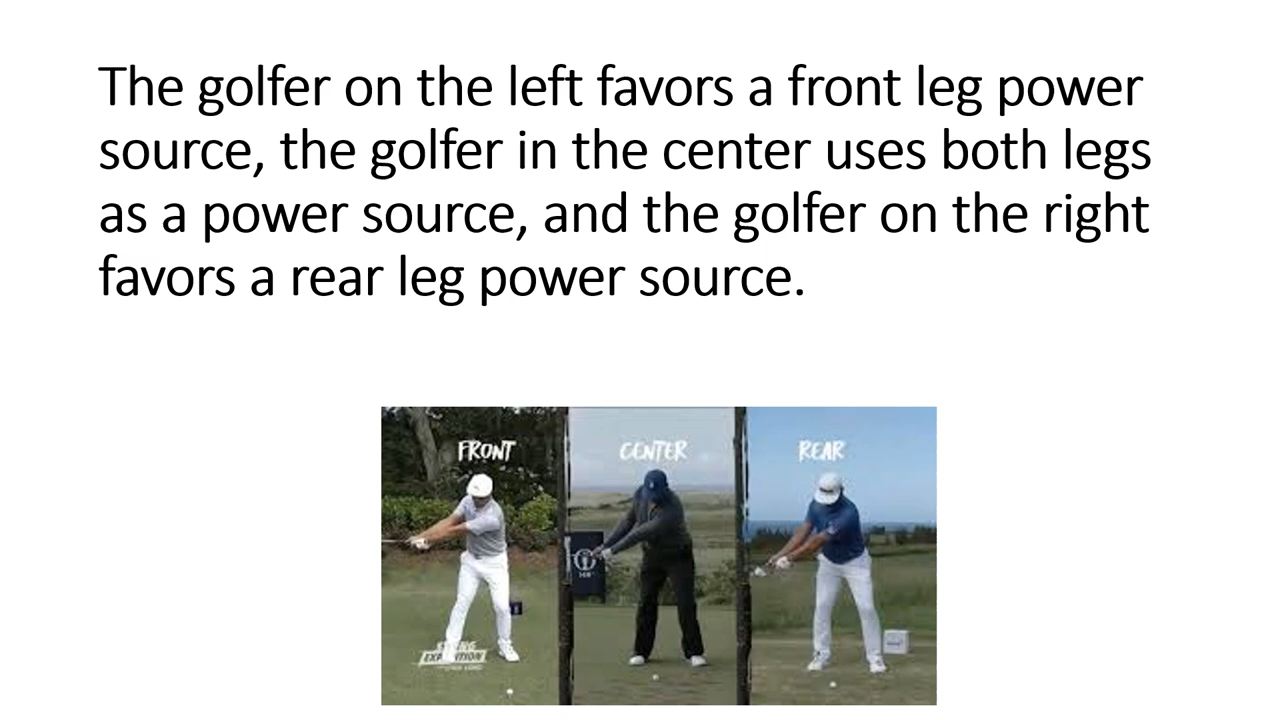 The golfer on the left favors a front leg power
source, the golfer in the center uses both legs
as a power source, and the golfer on the right
favors a rear leg power source.
FRONT
CENTER
REAR